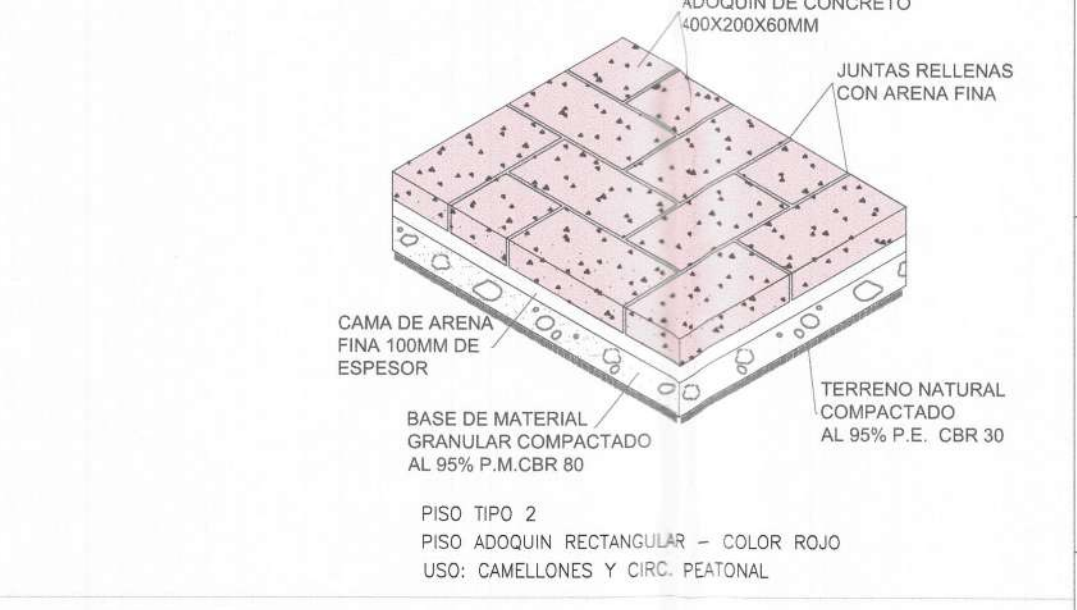 ADOQUIN DE CONCRETO
400X200X60MM
JUNTAS RELLENAS
CON ARENA FINA
CAMA DE ARENA
FINA 100MM DE
ESPESOR
BASE DE MATERIAL
GRANULAR COMPACTADO
AL 95% P.M.CBR 80
TERRENO NATURAL
COMPACTADO
AL 95% P.E. CBR 30
PISO TIPO 2
PISO ADOQUIN RECTANGULAR - COLOR ROJO
USO: CAMELLONES Y CIRC. PEATONAL